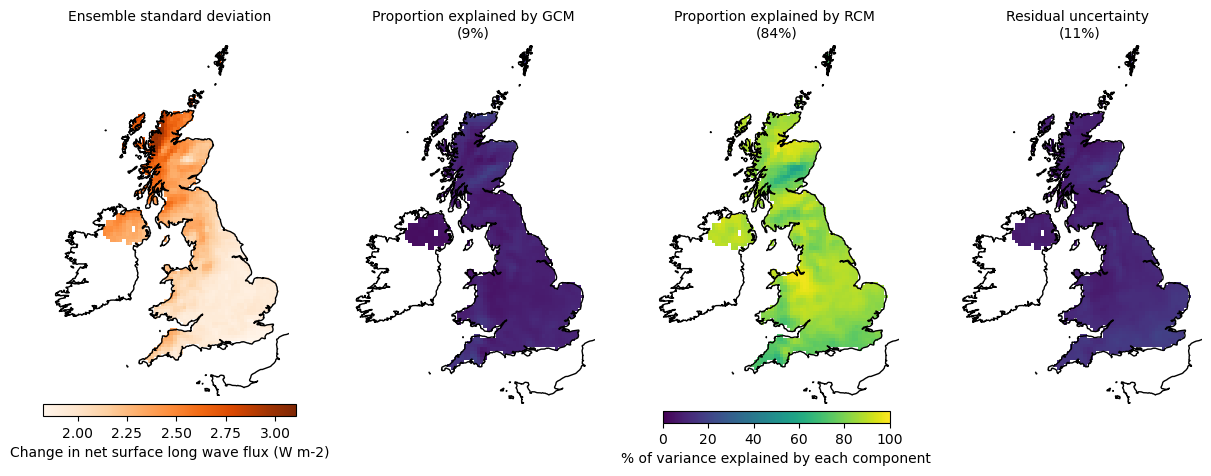 Ensemble standard deviation
Proportion explained by GCM
(9%)
Proportion explained by RCM
(84%)
Residual uncertainty
(11%)
2.00 2.25 2.50 2.75 3.00
Change in net surface long wave flux (W m-2)
0 20 40 60 80 100
% of variance explained by each component